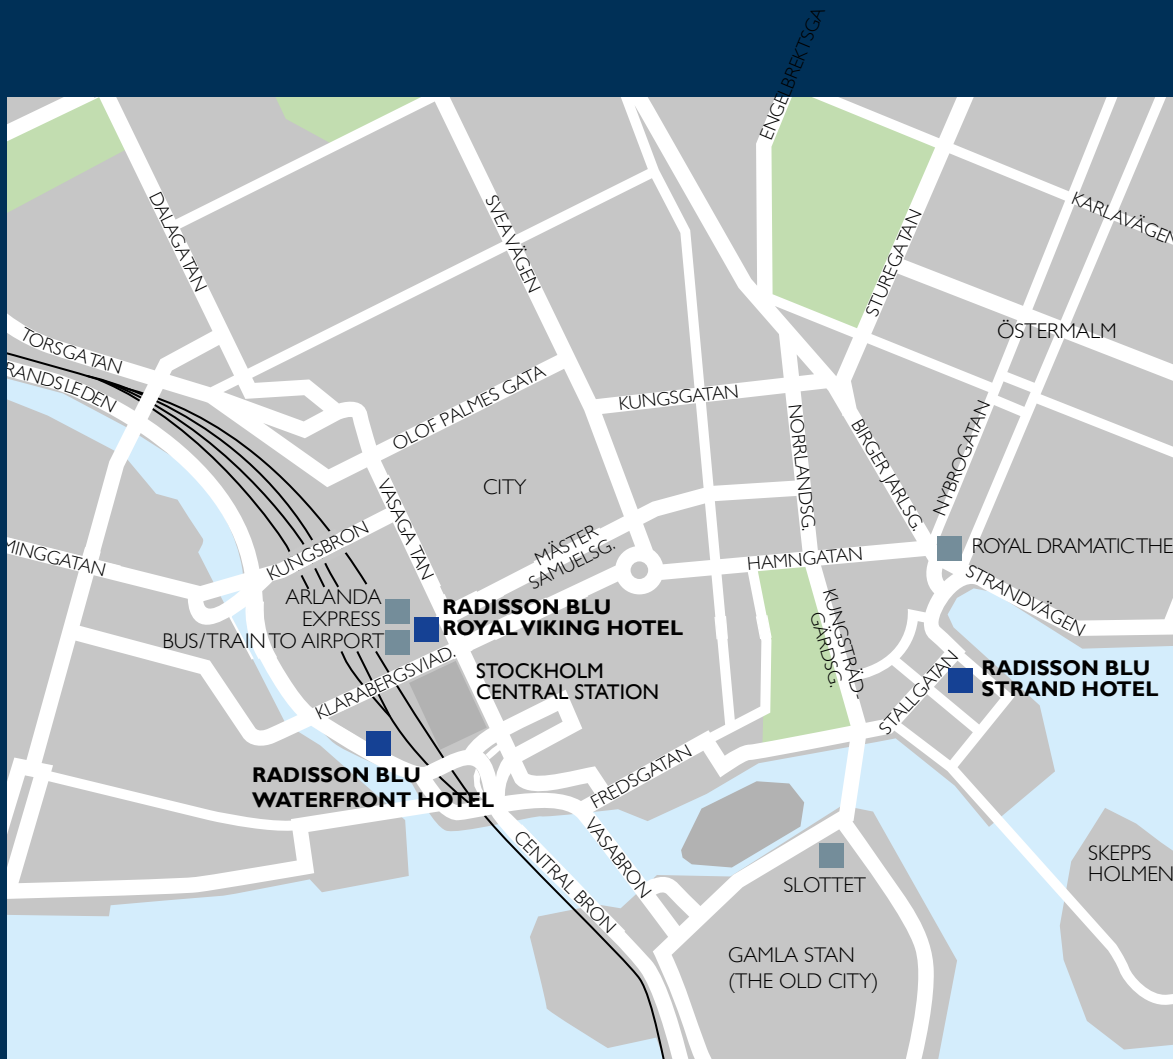 ENGELBREKTSGA
DALAGATAN
SVEAVÄGEN
KARLAVÄGEN
STUREGATAN
ÖSTERMALM
TORSGATAN
RANDSLEDEN
OLOF PALMES GATA
KUNGSGATAN
NORRLANDSG.
BIRGER JARLSG.
NYBROGATAN
CITY
VASAGATAN
KUNGSBRON
MINGGATAN
MÄSTER
SAMUELSG.
HAMNGATAN
ROYAL DRAMATIC THE
STRANDVÄGEN
ARLANDA
EXPRESS
BUS/TRAIN TO AIRPORT
RADISSON BLU
ROYAL VIKING HOTEL
KUNGSTRÄD-
GÄRDSG.
KLARABERGSVIAD.
STOCKHOLM
CENTRAL STATION
STALLGATAN
RADISSON BLU
STRAND HOTEL
RADISSON BLU
WATERFRONT HOTEL
FREDSGATAN
VASABRON
CENTRAL BRON
SLOTTET
SKEPPS
HOLMEN
GAMLA STAN
(THE OLD CITY)